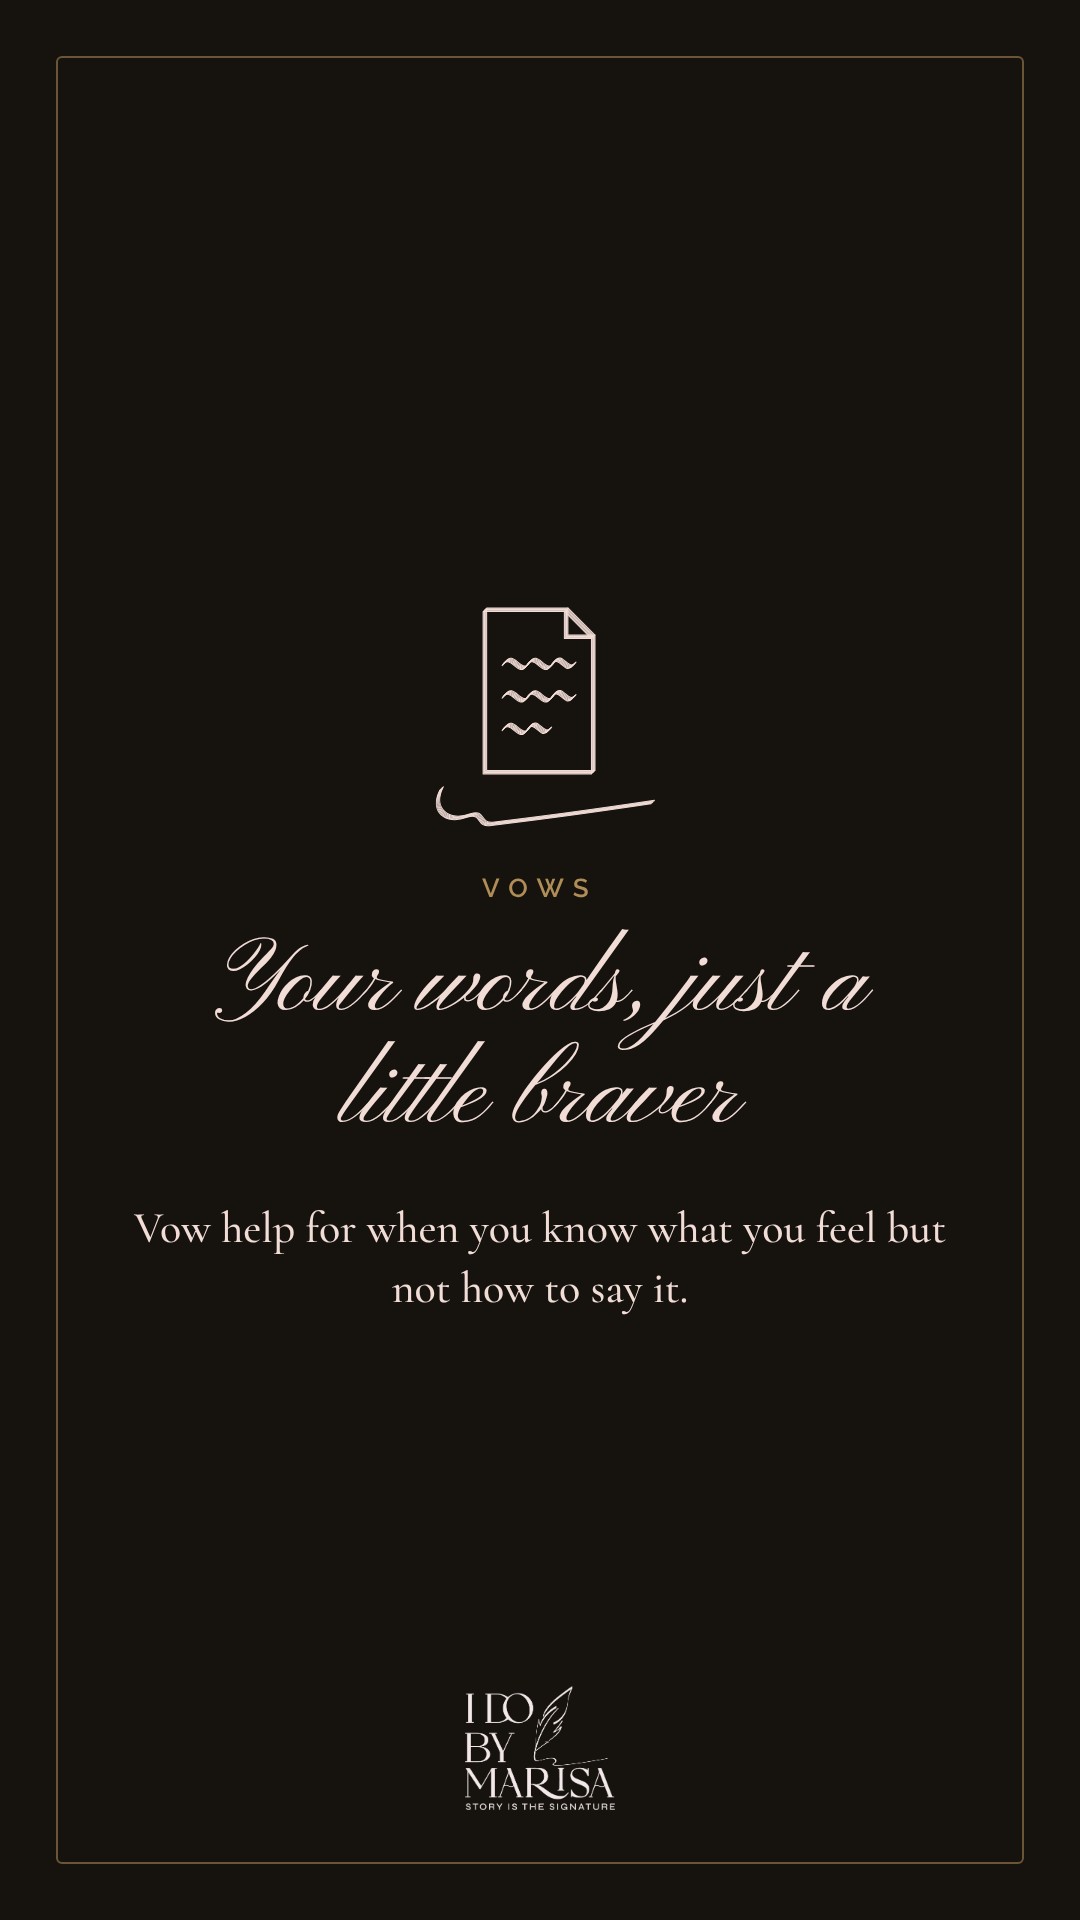 VOWS
Your words, just a
little braver
Vow help for when you know what you feel but
not how to say it.
I DO
BY
MARISA
STORY IS THE SIGNATURE